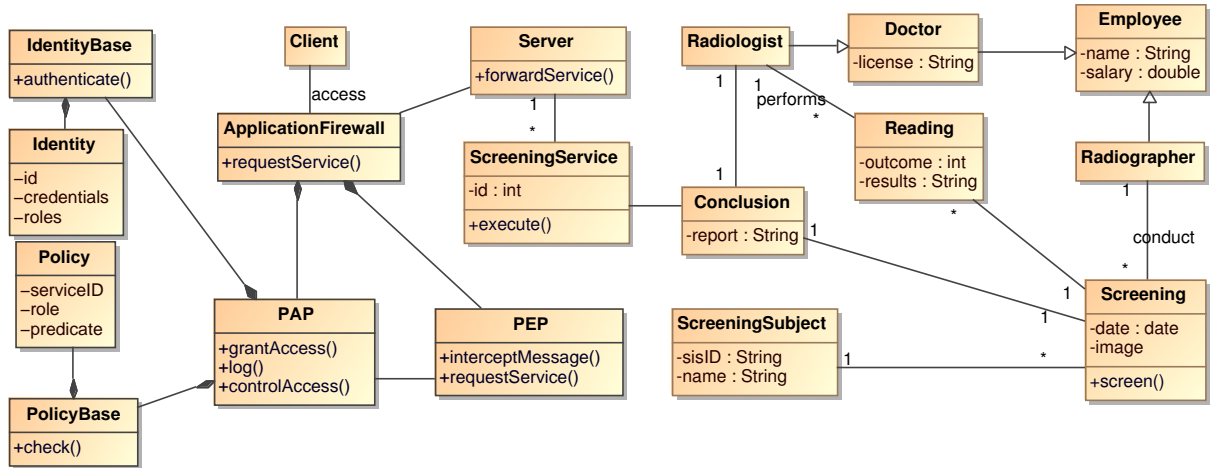 IdentityBase
+authenticate()
Identity
–id
–credentials
–roles
Policy
–serviceID
–role
–predicate
PolicyBase
+check()
Client
access
ApplicationFirewall
+requestService()
PAP
+grantAccess()
+log()
+controlAccess()
PEP
+interceptMessage()
+requestService()
Server
+forwardService()
1
*
ScreeningService
-id : int
+execute()
Radiologist
1
1
performs
*
1
Conclusion
-report : String
1
Doctor
-license : String
Employee
-name : String
-salary : double
Reading
-outcome : int
-results : String
*
Radiographer
1
conduct
*
1
1
Screening
-date : date
-image
+screen()
ScreeningSubject
-sisID : String
-name : String
1
*